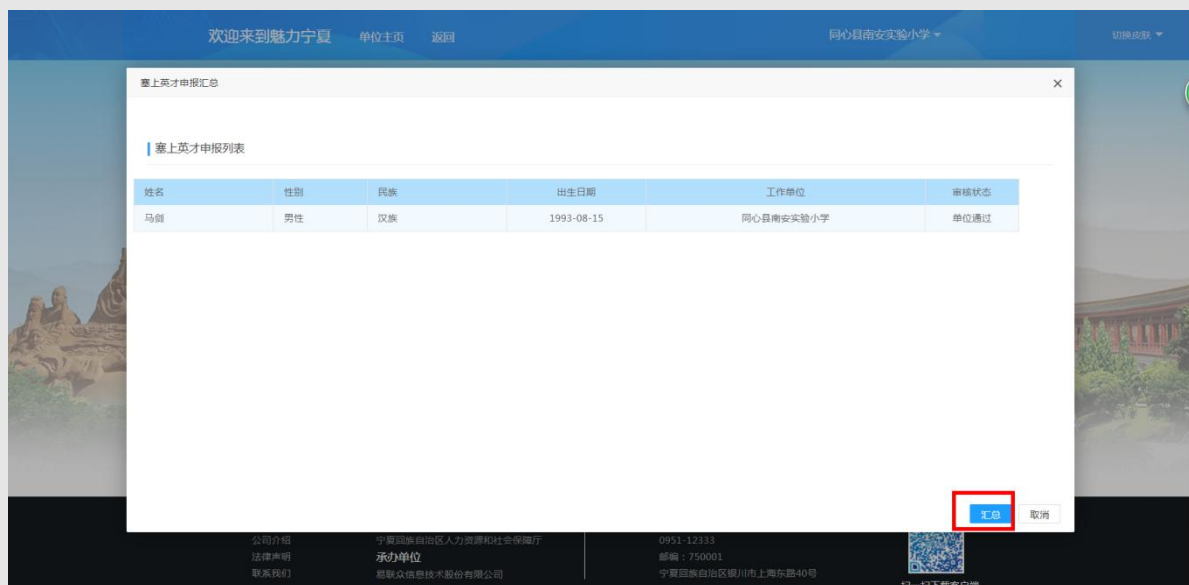 欢迎来到魅力宁夏 单位主页 返回 同心县南安实验小学 切换皮肤
塞上英才申报汇总
塞上英才申报列表
姓名 性别 民族 出生日期 工作单位 审核状态
马剑 男性 汉族 1993-08-15 同心县南安实验小学 单位通过
汇总 取消
公司介绍 宁夏回族自治区人力资源和社会保障厅 0951-12333
法律声明 承办单位 邮编：750001
联系我们 易联众信息技术股份有限公司 宁夏回族自治区银川市上海东路40号
扫一扫下载客户端